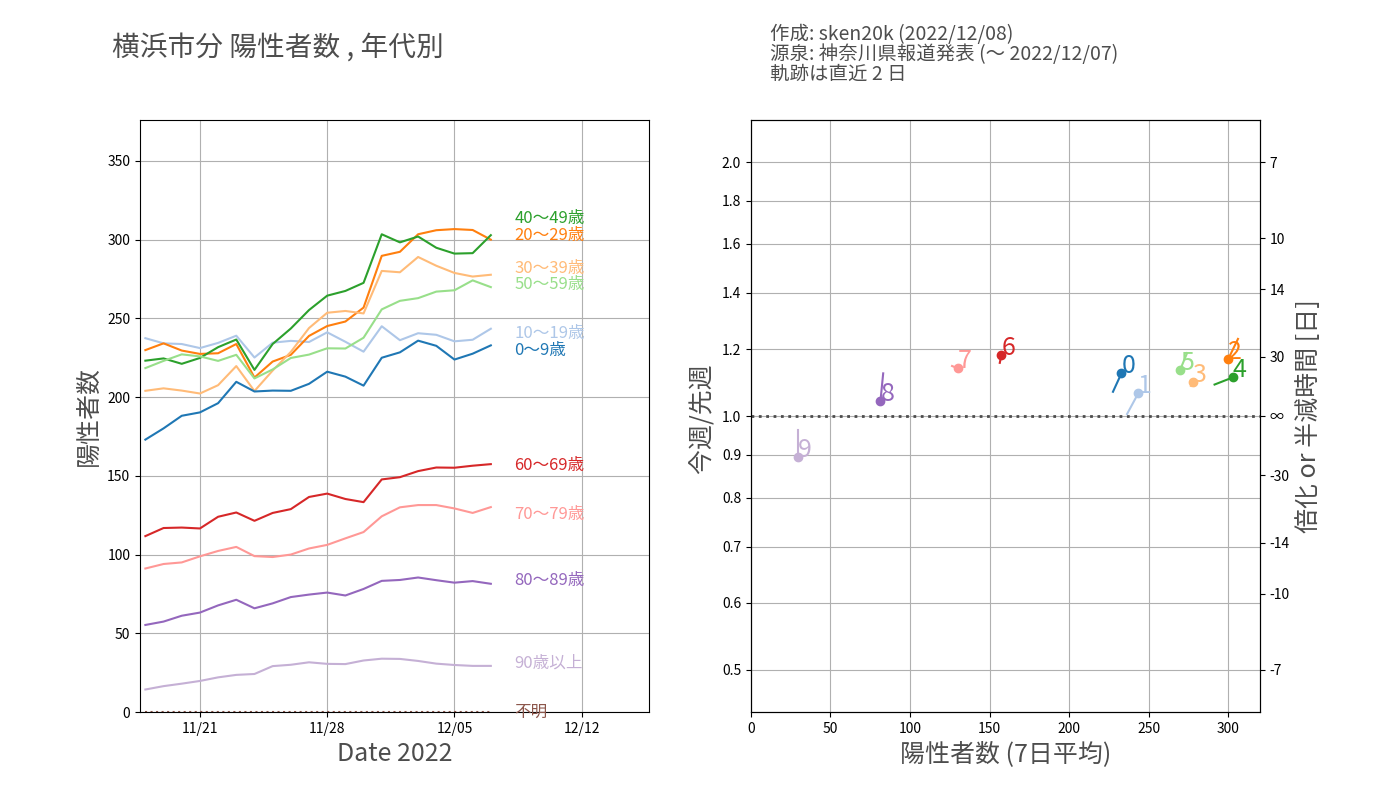 横浜市分 陽性者数 , 年代別
作成: sken20k (2022/12/08)
源泉: 神奈川県報道発表 (〜 2022/12/07)
軌跡は直近 2 日
陽性者数
350
300
250
200
150
100
50
0
11/21
11/28
12/05
12/12
Date 2022
40〜49歳
20〜29歳
30〜39歳
50〜59歳
10〜19歳
0〜9歳
60〜69歳
70〜79歳
80〜89歳
90歳以上
不明
今週/先週
2.0
1.8
1.6
1.4
1.2
1.0
0.9
0.8
0.7
0.6
0.5
0
50
100
150
200
250
300
陽性者数 (7日平均)
9
8
7
6
0
1
5
3
2
4
7
10
14
30
∞
-30
-14
-10
-7
倍化 or 半減時間 [日]